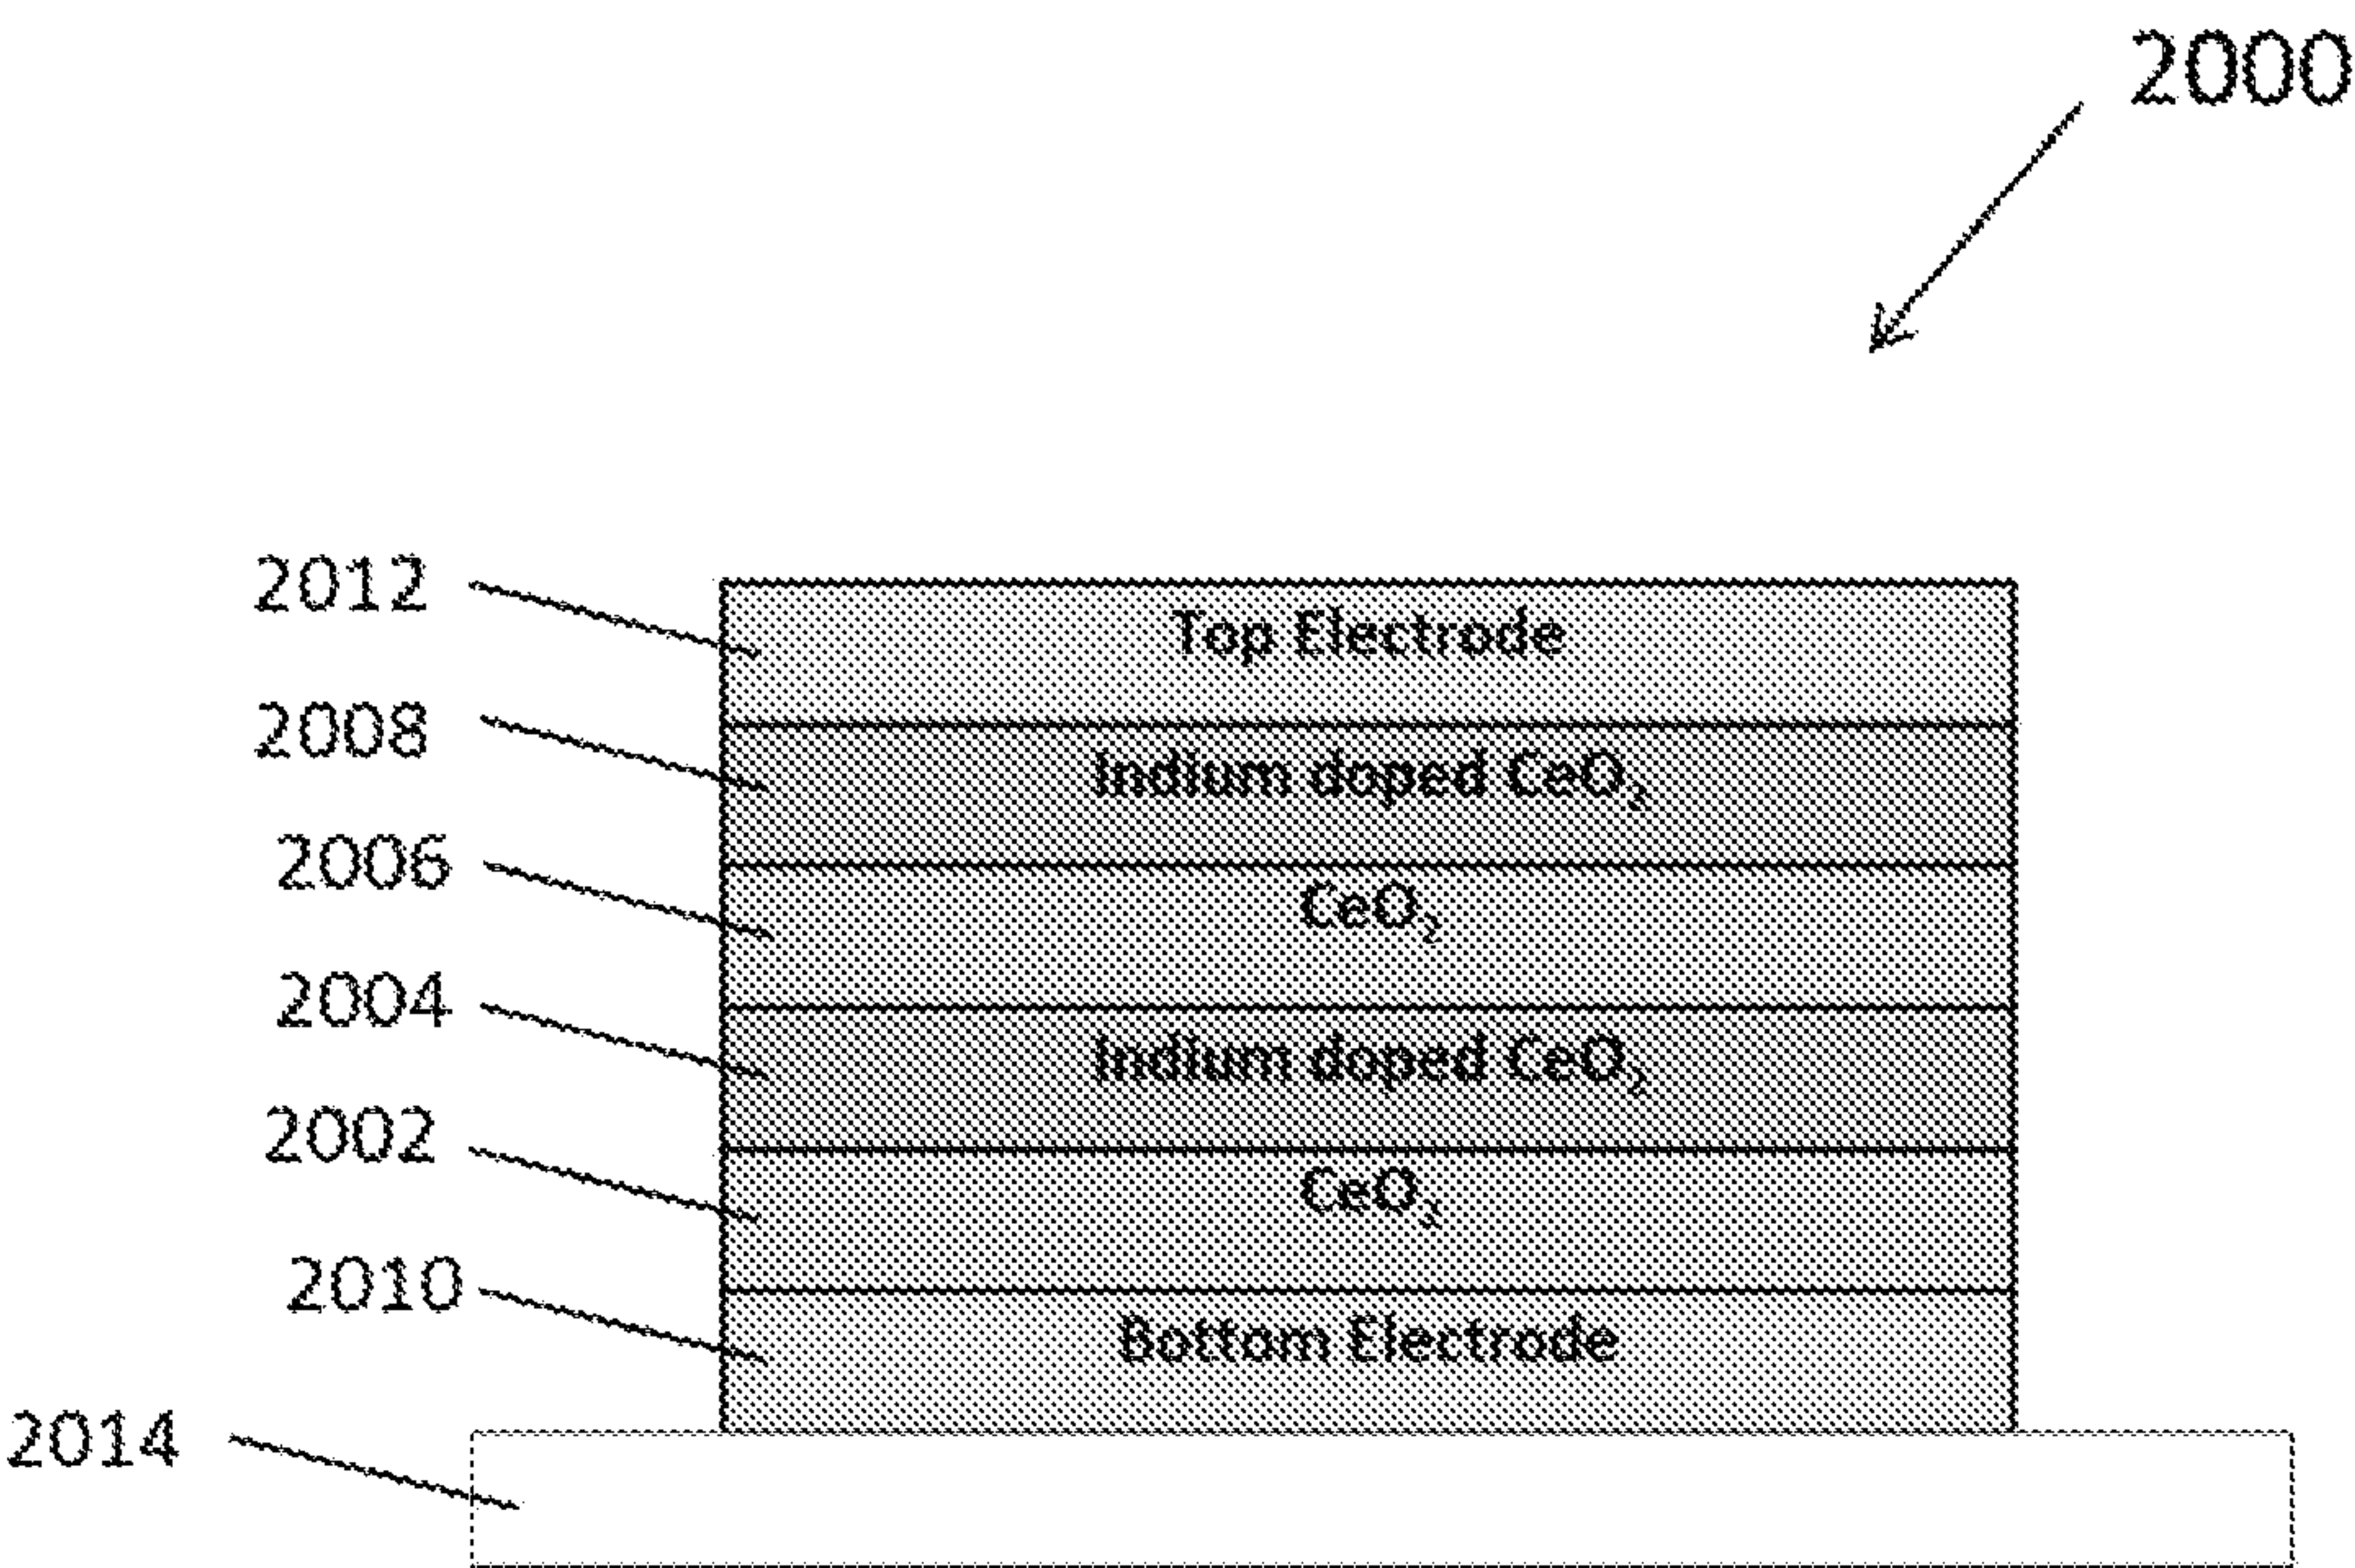 2000
2012 Top Electrode
2008 Indium doped CeO₂
2006 CeO₂
2004 Indium doped CeO₂
2002 CeO₂
2010 Bottom Electrode
2014